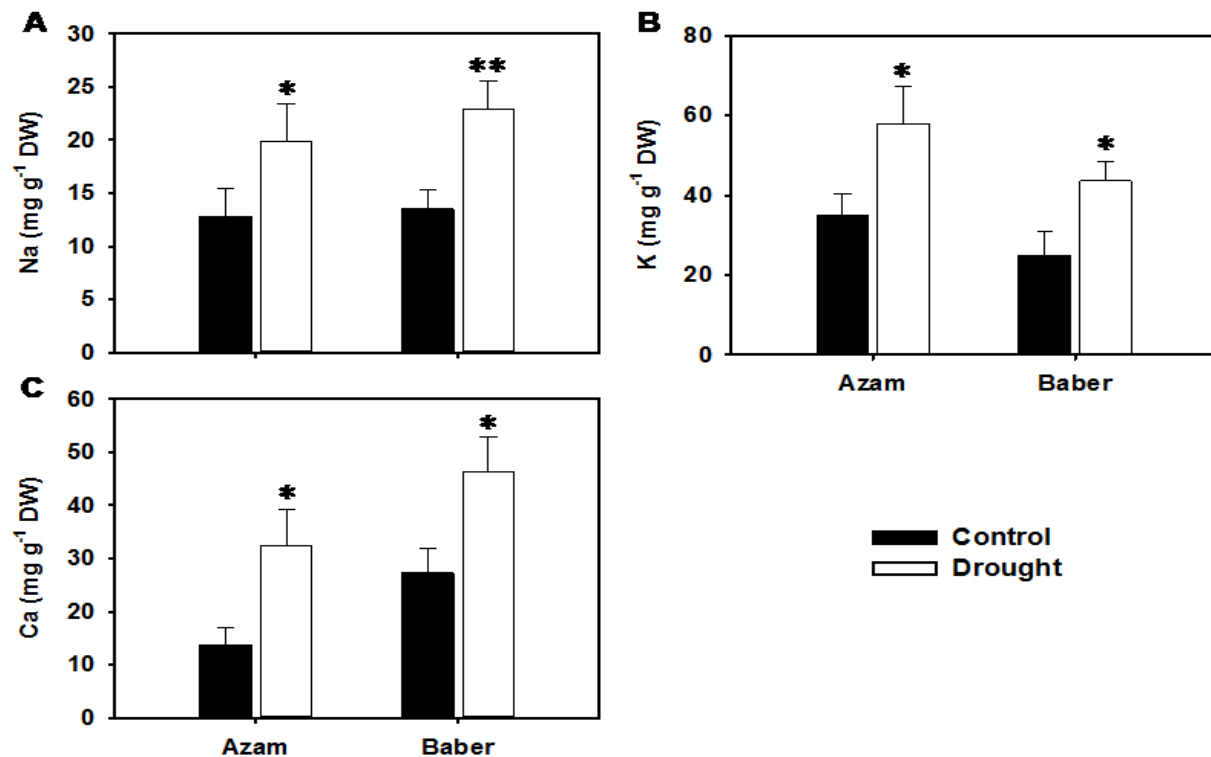 A
30
25
20
15
10
5
0
Na (mg g⁻¹ DW)
*
**
B
80
60
40
20
0
K (mg g⁻¹ DW)
*
*
Azam
Baber
C
60
50
40
30
20
10
0
Ca (mg g⁻¹ DW)
*
*
Azam
Baber
Control
Drought